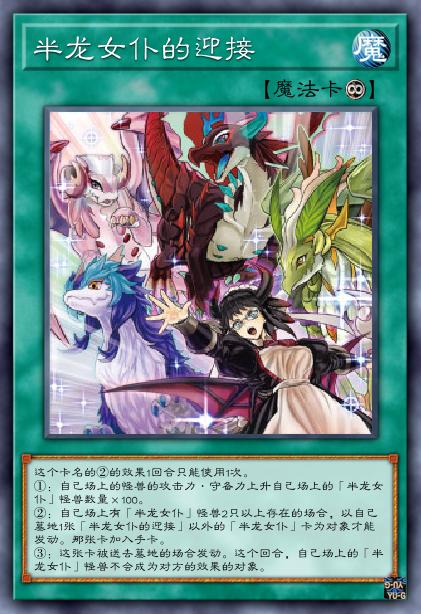 半龙女仆的迎接
魔
【魔法卡♾】
这个卡名的②的效果1回合只能使用1次。
①：自己场上的怪兽的攻击力·守备力上升自己场上的「半龙女
仆」怪兽数量×100。
②：自己场上有「半龙女仆」怪兽2只以上存在的场合，以自己
墓地1张「半龙女仆的迎接」以外的「半龙女仆」卡为对象才能
发动。那张卡加入手卡。
③：这张卡被送去墓地的场合发动。这个回合，自己场上的「半
龙女仆」怪兽不会成为对方的效果的对象。